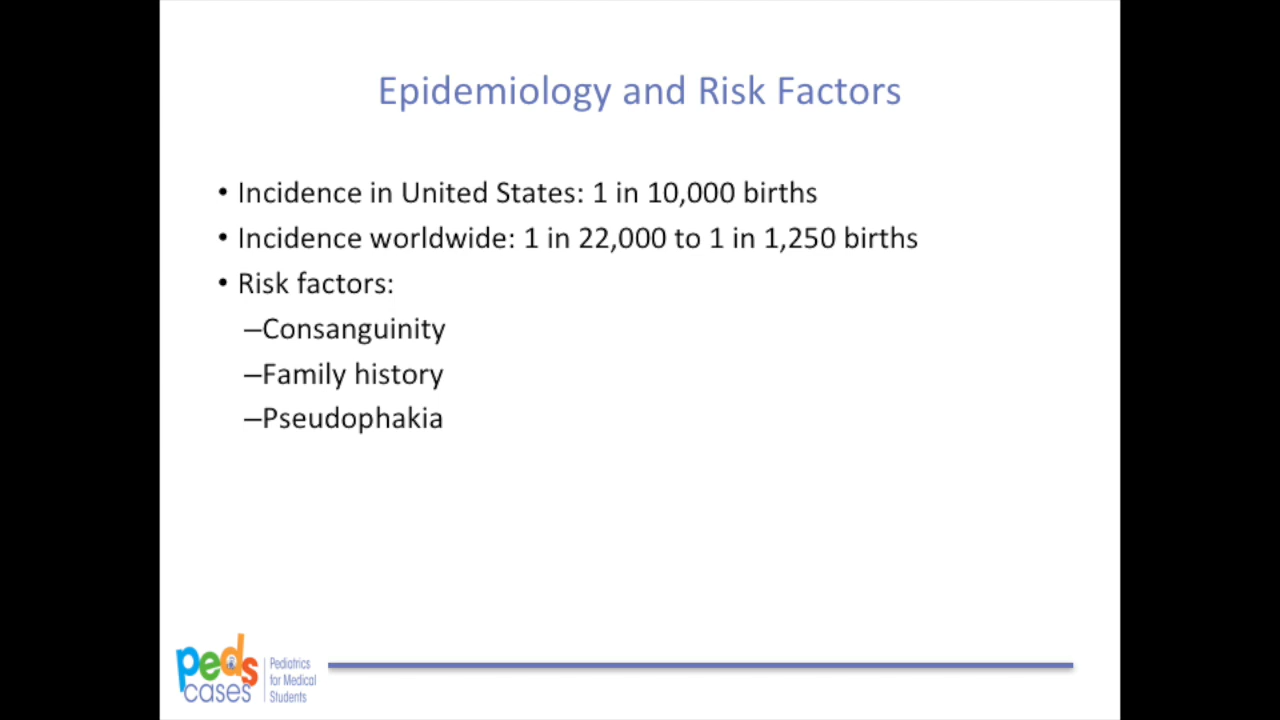 Epidemiology and Risk Factors
• Incidence in United States: 1 in 10,000 births
• Incidence worldwide: 1 in 22,000 to 1 in 1,250 births
• Risk factors:
–Consanguinity
–Family history
–Pseudophakia
peds
cases
Pediatrics
for Medical
Students